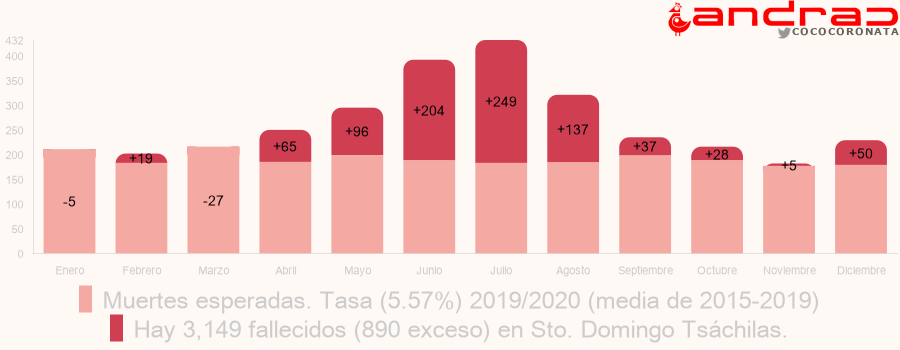 andrac
COCOCORONATA
432
400
350
300
250
200
150
100
50
0
-5
+19
-27
+65
+96
+204
+249
+137
+37
+28
+5
+50
Enero
Febrero
Marzo
Abril
Mayo
Junio
Julio
Agosto
Septiembre
Octubre
Noviembre
Diciembre
Muertes esperadas. Tasa (5.57%) 2019/2020 (media de 2015-2019)
Hay 3,149 fallecidos (890 exceso) en Sto. Domingo Tsáchilas.